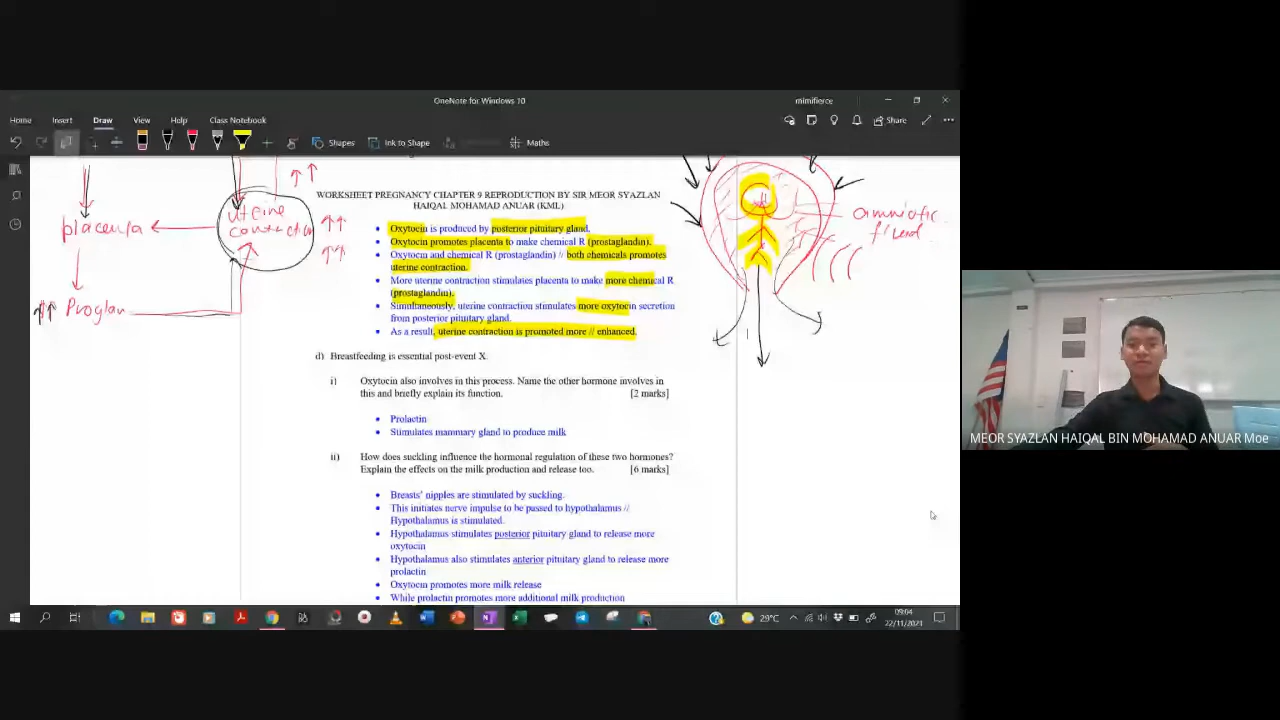 OneNote for Windows 10
mimifierce
Home Insert Draw View Help Class Notebook
Share
Shapes Ink to Shape Maths
WORKSHEET PREGNANCY CHAPTER 9 REPRODUCTION BY SIR MEOR SYAZLAN
HAIQAL MOHAMAD ANUAR (KML)
• Oxytocin is produced by posterior pituitary gland.
• Oxytocin promotes placenta to make chemical R (prostaglandin).
• Oxytocin and chemical R (prostaglandin) // both chemicals promotes
uterine contraction.
• More uterine contraction stimulates placenta to make more chemical R
(prostaglandin).
• Simultaneously, uterine contraction stimulates more oxytocin secretion
from posterior pituitary gland.
• As a result, uterine contraction is promoted more // enhanced.
d) Breastfeeding is essential post-event X.
i) Oxytocin also involves in this process. Name the other hormone involves in
this and briefly explain its function. [2 marks]
• Prolactin
• Stimulates mammary gland to produce milk
ii) How does suckling influence the hormonal regulation of these two hormones?
Explain the effects on the milk production and release too. [6 marks]
• Breasts' nipples are stimulated by suckling.
• This initiates nerve impulse to be passed to hypothalamus //
Hypothalamus is stimulated.
• Hypothalamus stimulates posterior pituitary gland to release more
oxytocin
• Hypothalamus also stimulates anterior pituitary gland to release more
prolactin
• Oxytocin promotes more milk release
• While prolactin promotes more additional milk production
uterine
contraction
placenta
Proglan
amniotic
fluid
MEOR SYAZLAN HAIQAL BIN MOHAMAD ANUAR Moe
29°C
09:04
22/11/2021